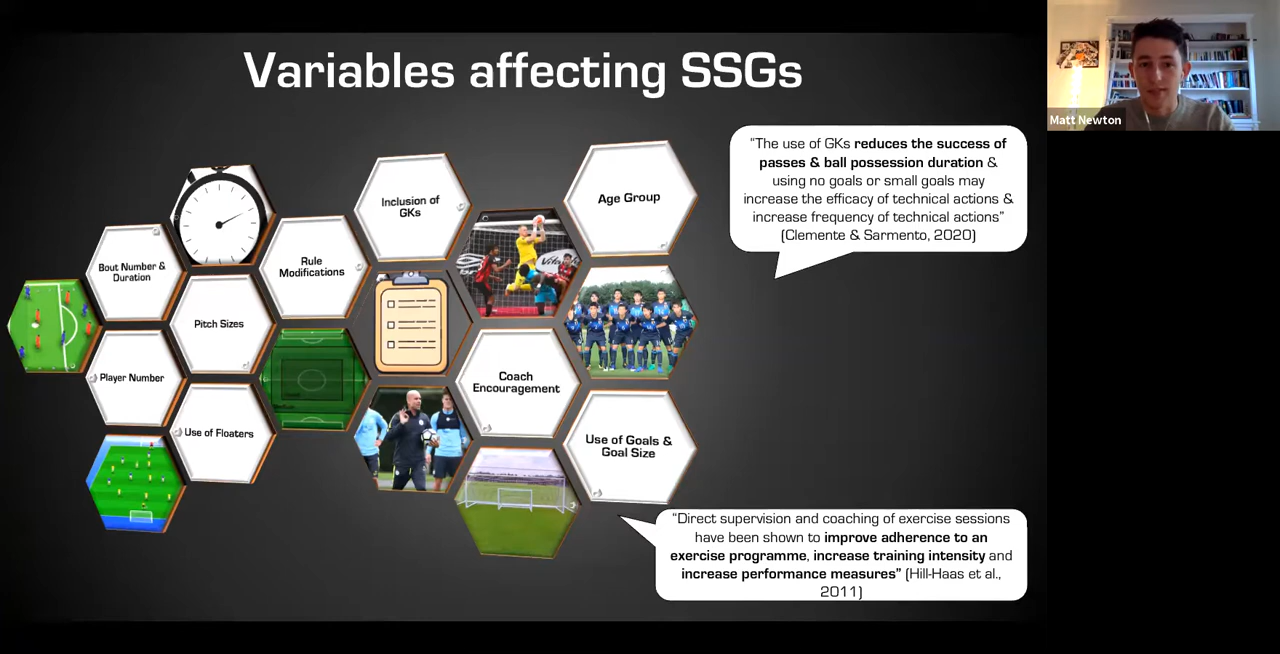 Variables affecting SSGs
Matt Newton
"The use of GKs reduces the success of
passes & ball possession duration &
using no goals or small goals may
increase the efficacy of technical actions &
increase frequency of technical actions"
(Clemente & Sarmento, 2020)
Age Group
Inclusion of
GKs
Rule
Modifications
Bout Number &
Duration
Pitch Sizes
Player Number
Coach
Encouragement
Use of Floaters
Use of Goals &
Goal Size
"Direct supervision and coaching of exercise sessions
have been shown to improve adherence to an
exercise programme, increase training intensity and
increase performance measures" (Hill-Haas et al.,
2011)